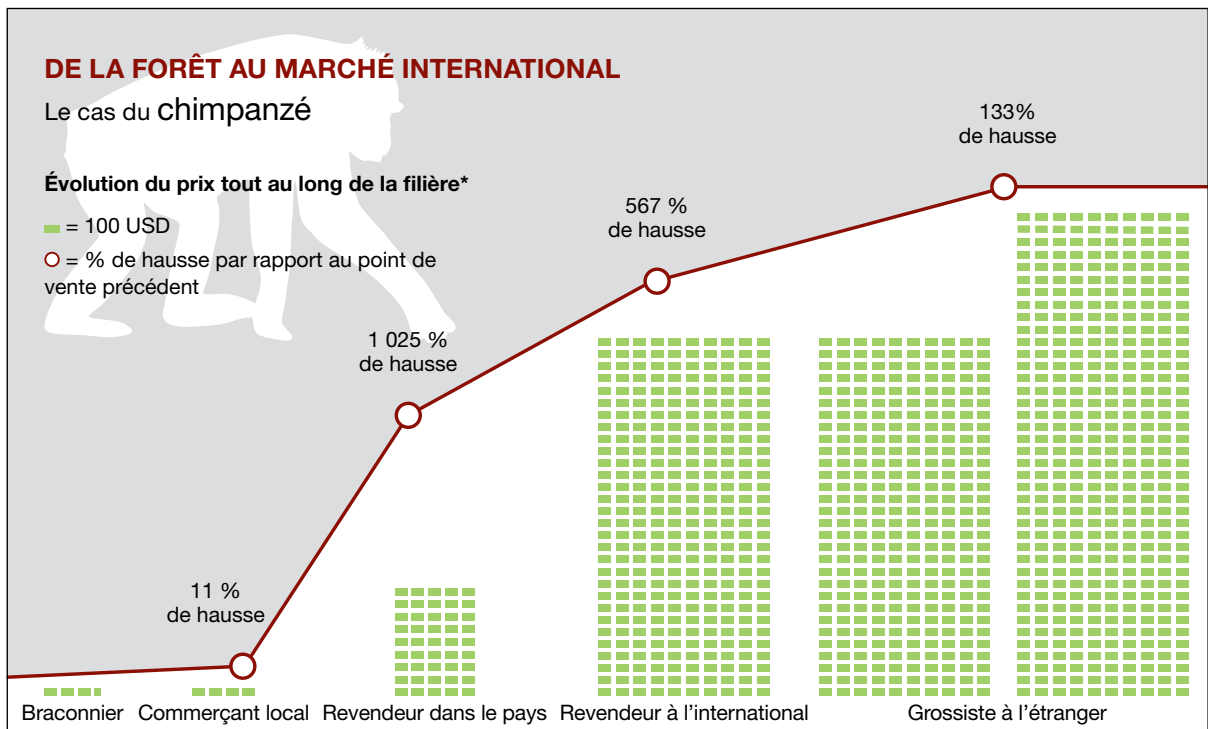 DE LA FORÊT AU MARCHÉ INTERNATIONAL
Le cas du chimpanzé
Évolution du prix tout au long de la filière*
= 100 USD
= % de hausse par rapport au point de
vente précédent
11 %
de hausse
1 025 %
de hausse
567 %
de hausse
133%
de hausse
Braconnier
Commerçant local
Revendeur dans le pays
Revendeur à l’international
Grossiste à l’étranger